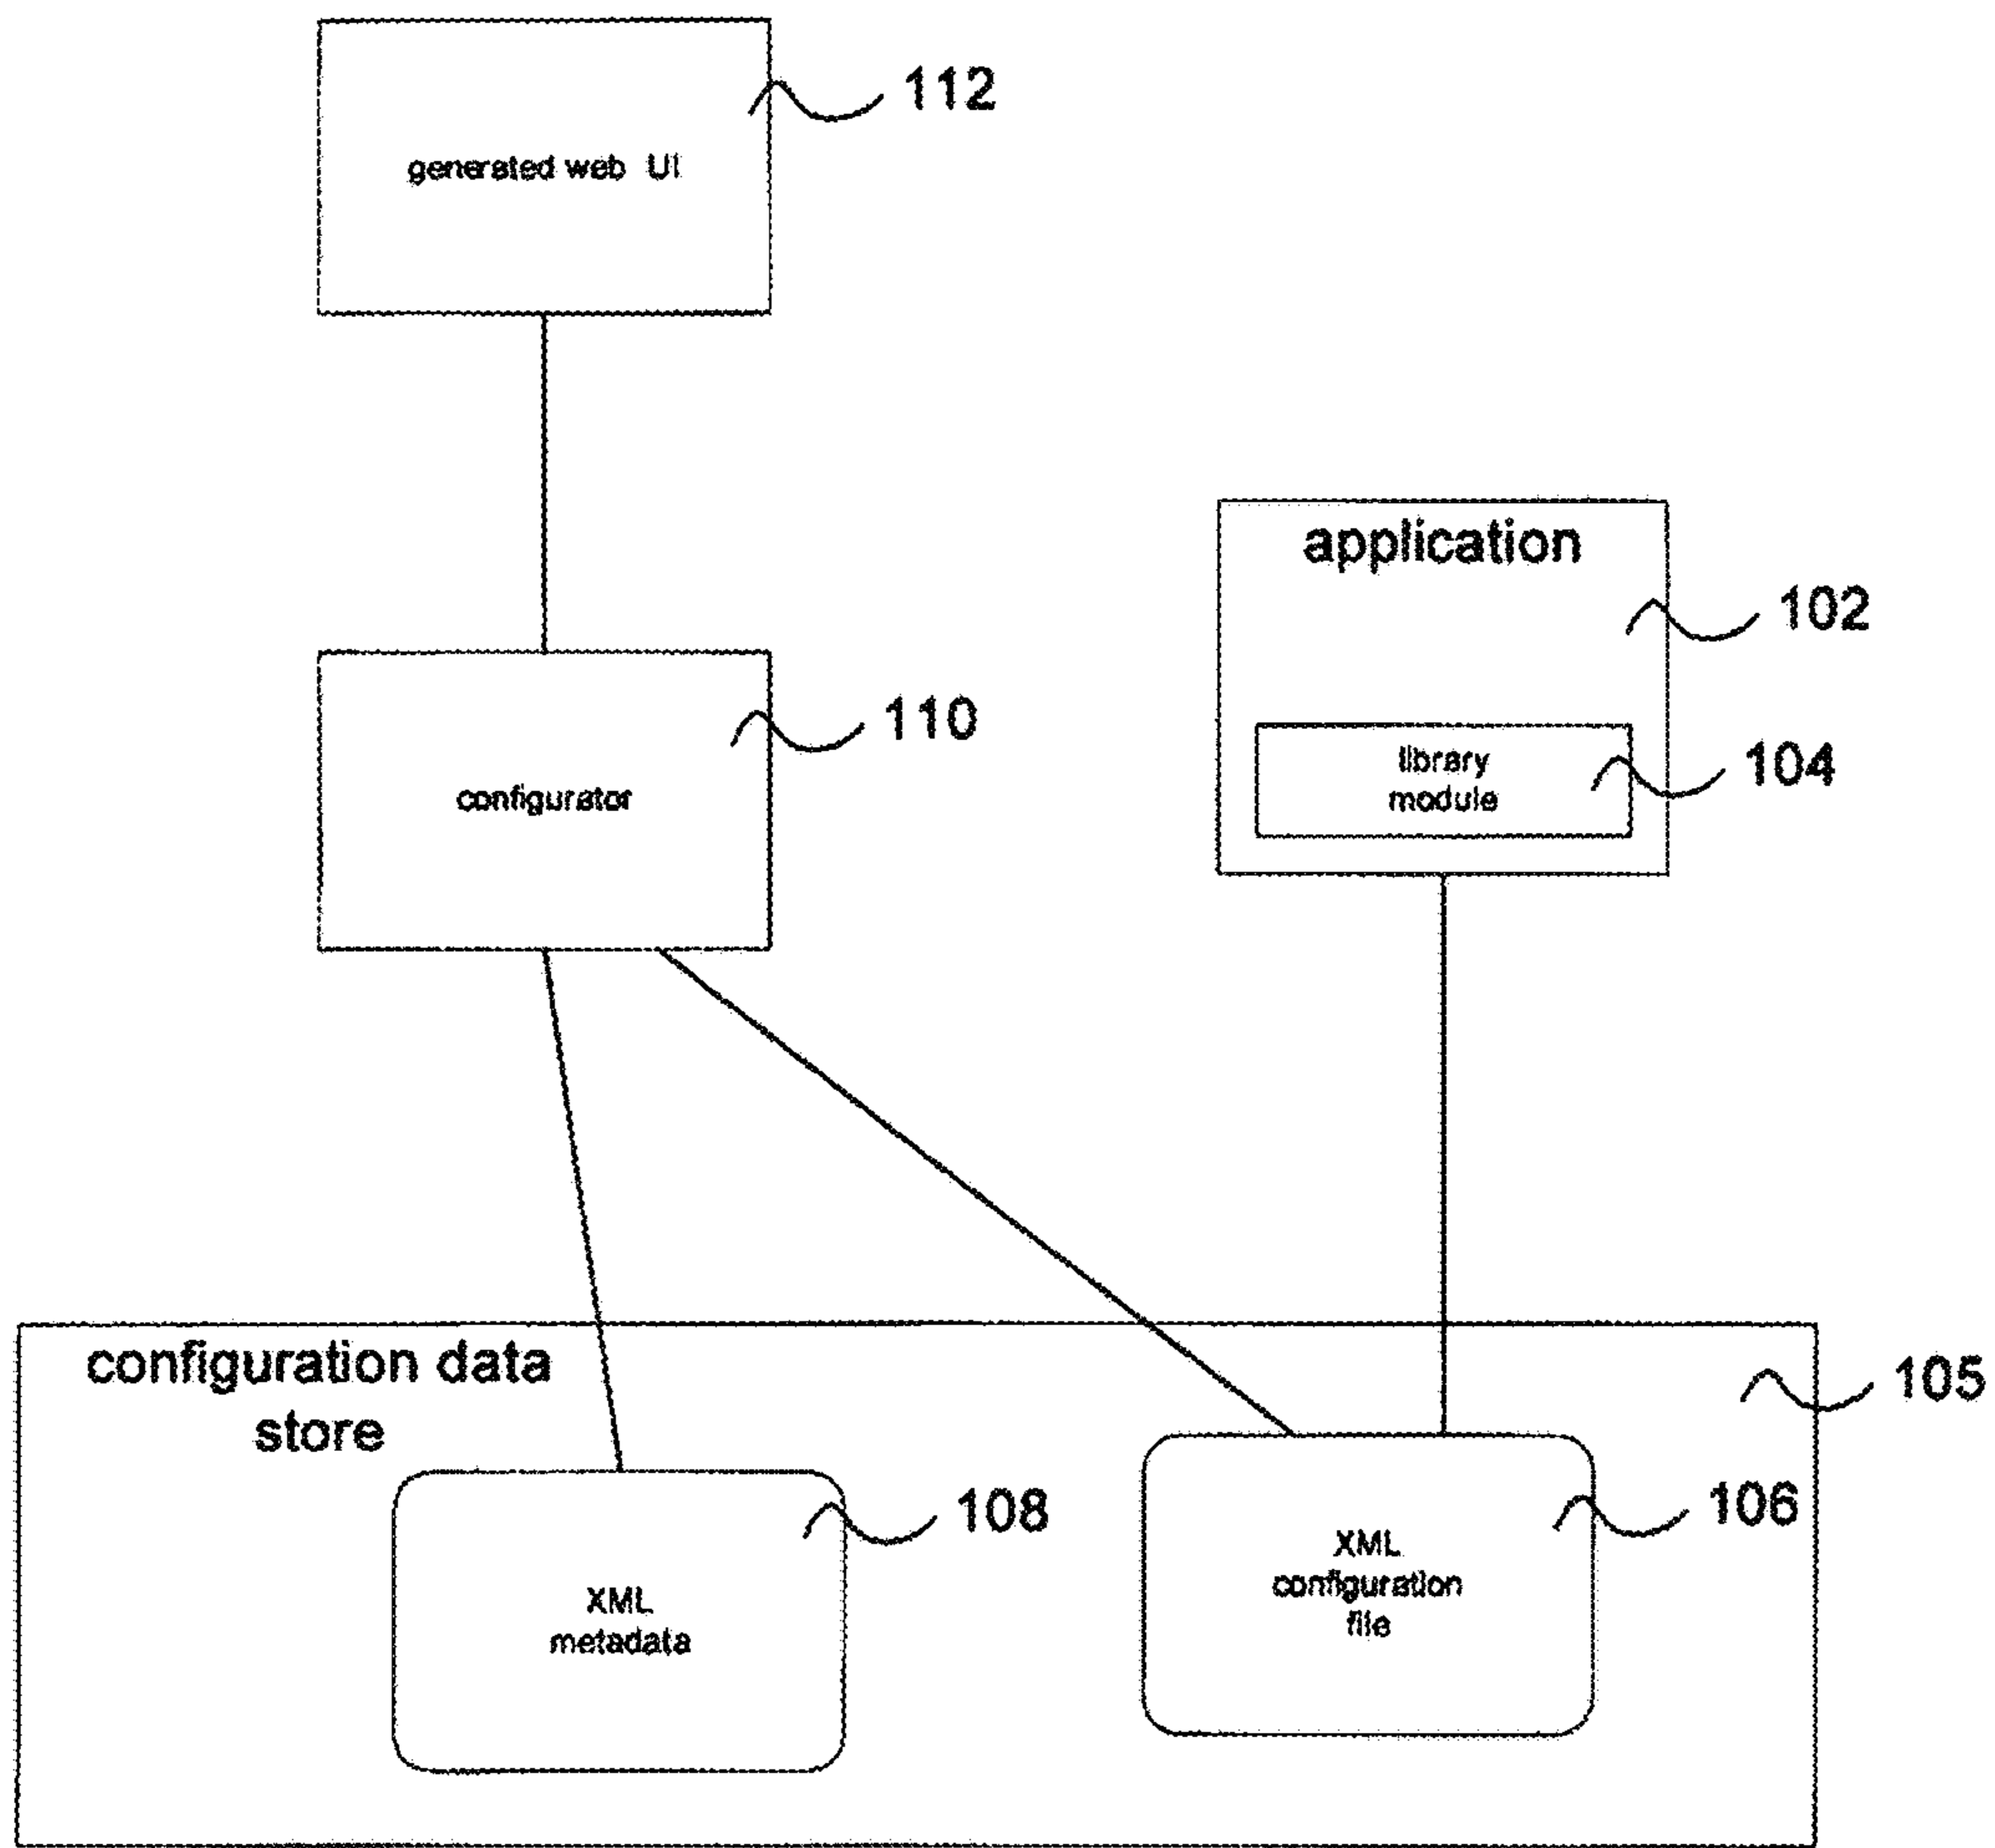 112
generated web UI
application
102
110
library
module
104
configurator
configuration data
store
105
108
106
XML
configuration
file
XML
metadata